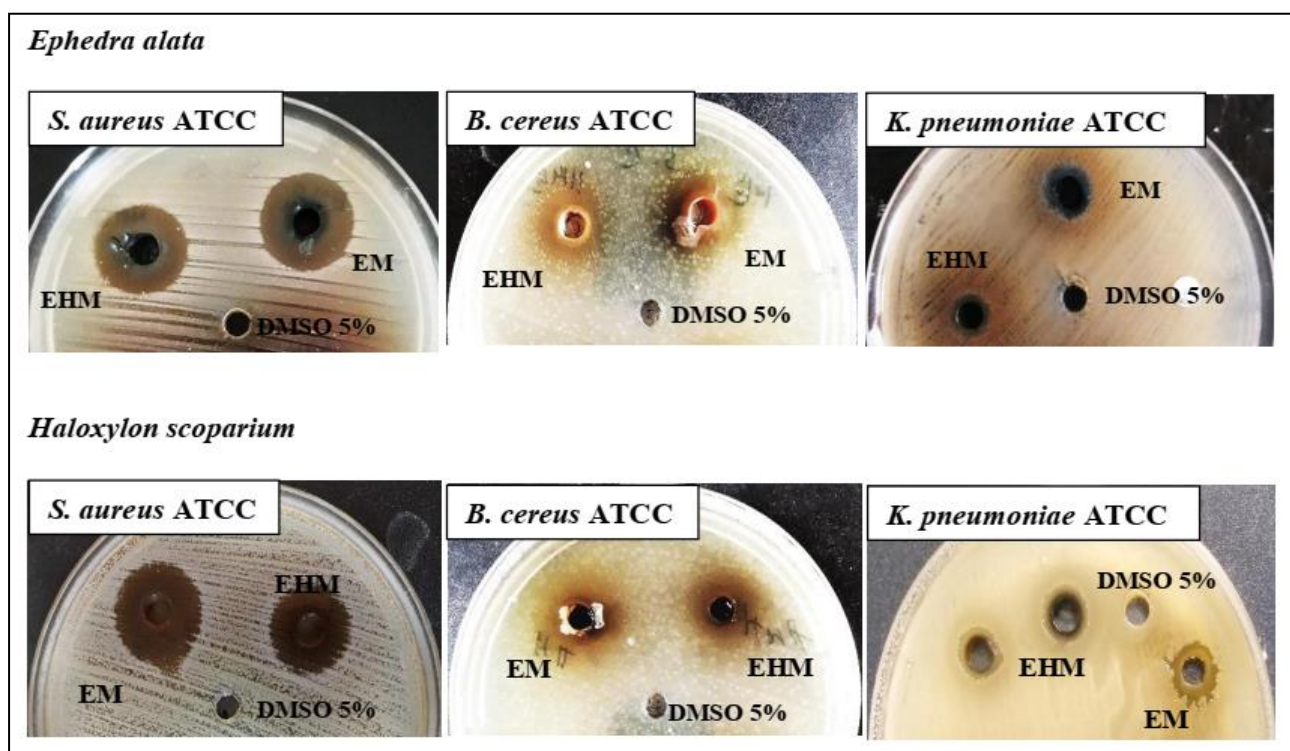 Ephedra alata
S. aureus ATCC
EHM
EM
DMSO 5%
B. cereus ATCC
EHM
EM
DMSO 5%
K. pneumoniae ATCC
EM
EHM
DMSO 5%
Haloxylon scoparium
S. aureus ATCC
EHM
EM
DMSO 5%
B. cereus ATCC
EM
EHM
DMSO 5%
K. pneumoniae ATCC
DMSO 5%
EHM
EM